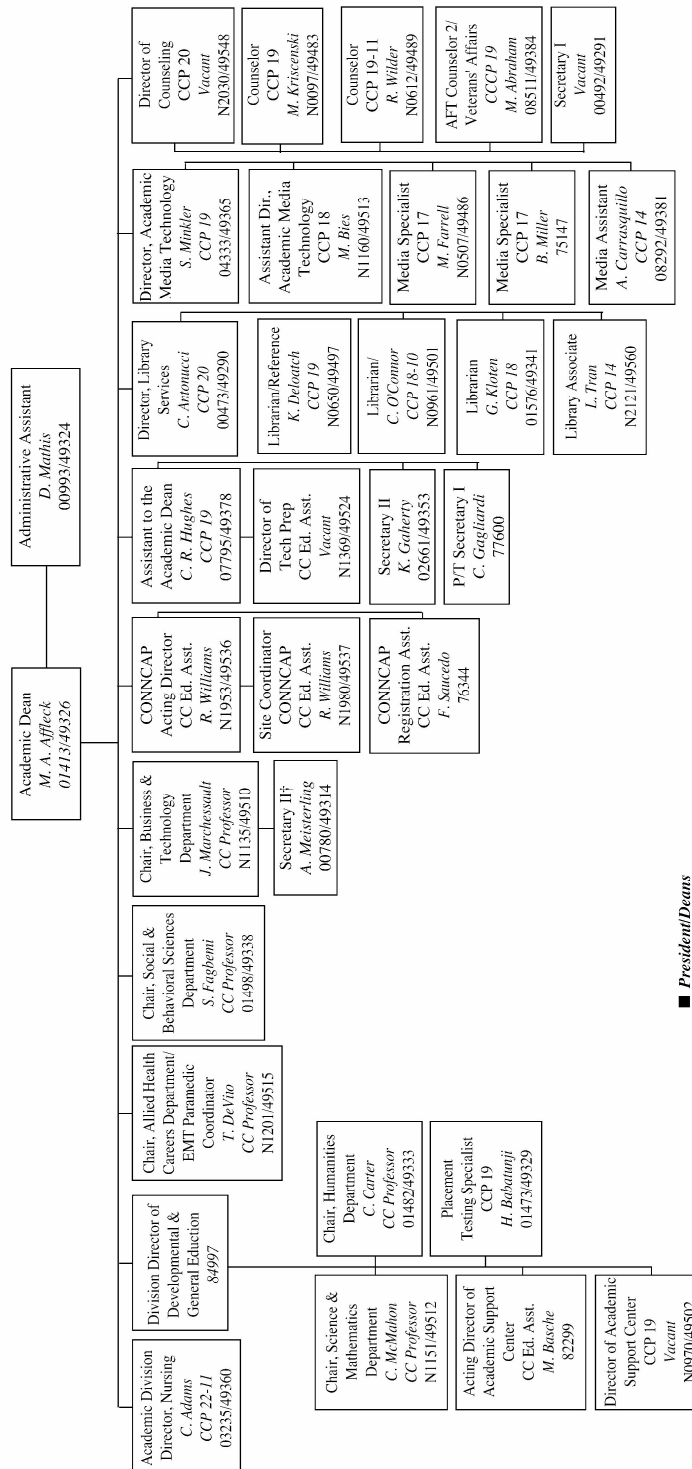 Academic Dean
M. A. Affleck
01413/49326
Administrative Assistant
D. Mathis
00993/49324
Academic Division
Director, Nursing
C. Adams
CCP 22-11
03235/49360
Division Director of
Developmental &
General Eduction
84997
Chair, Science &
Mathematics
Department
C. McMahon
CC Professor
N1151/49512
Chair, Humanities
Department
C. Carter
CC Professor
01482/49333
Acting Director of
Academic Support
Center
CC Ed. Asst.
M. Basche
82299
Placement
Testing Specialist
CCP 19
H. Babatunji
01473/49329
Director of Academic
Support Center
CCP 19
Vacant
N0970/49502
Chair, Allied Health
Careers Department/
EMT Paramedic
Coordinator
T. DeVito
CC Professor
N1201/49515
Chair, Social &
Behavioral Sciences
Department
S. Fagbemi
CC Professor
01498/49338
Chair, Business &
Technology
Department
J. Marchessault
CC Professor
N1135/49510
Secretary II†
A. Meisterling
00780/49314
CONNCAP
Acting Director
CC Ed. Asst.
R. Williams
N1953/49536
Site Coordinator
CONNCAP
CC Ed. Asst.
R. Williams
N1980/49537
CONNCAP
Registration Asst.
CC Ed. Asst.
F. Saucedo
76344
Assistant to the
Academic Dean
C. R. Hughes
CCP 19
07795/49378
Director of
Tech Prep
CC Ed. Asst.
Vacant
N1369/49524
Secretary II
K. Gaherty
02661/49353
P/T Secretary I
C. Gagliardi
77600
Director, Library
Services
C. Antonucci
CCP 20
00473/49290
Librarian/Reference
K. Deloatch
CCP 19
N0650/49497
Librarian/
C. O'Connor
CCP 18-10
N0961/49501
Librarian
G. Kloten
CCP 18
01576/49341
Library Associate
L. Tran
CCP 14
N2121/49560
Director, Academic
Media Technology
S. Minkler
CCP 19
04333/49365
Assistant Dir.,
Academic Media
Technology
CCP 18
M. Bies
N1160/49513
Media Specialist
CCP 17
M. Farrell
N0507/49486
Media Specialist
CCP 17
B. Miller
75147
Media Assistant
A. Carrasquillo
CCP 14
08292/49381
Director of
Counseling
CCP 20
Vacant
N2030/49548
Counselor
CCP 19
M. Kriscenski
N0097/49483
Counselor
CCP 19-11
R. Wilder
N0612/49489
AFT Counselor 2/
Veterans' Affairs
CCCP 19
M. Abraham
08511/49384
Secretary I
Vacant
00492/49291
■ President/Deans